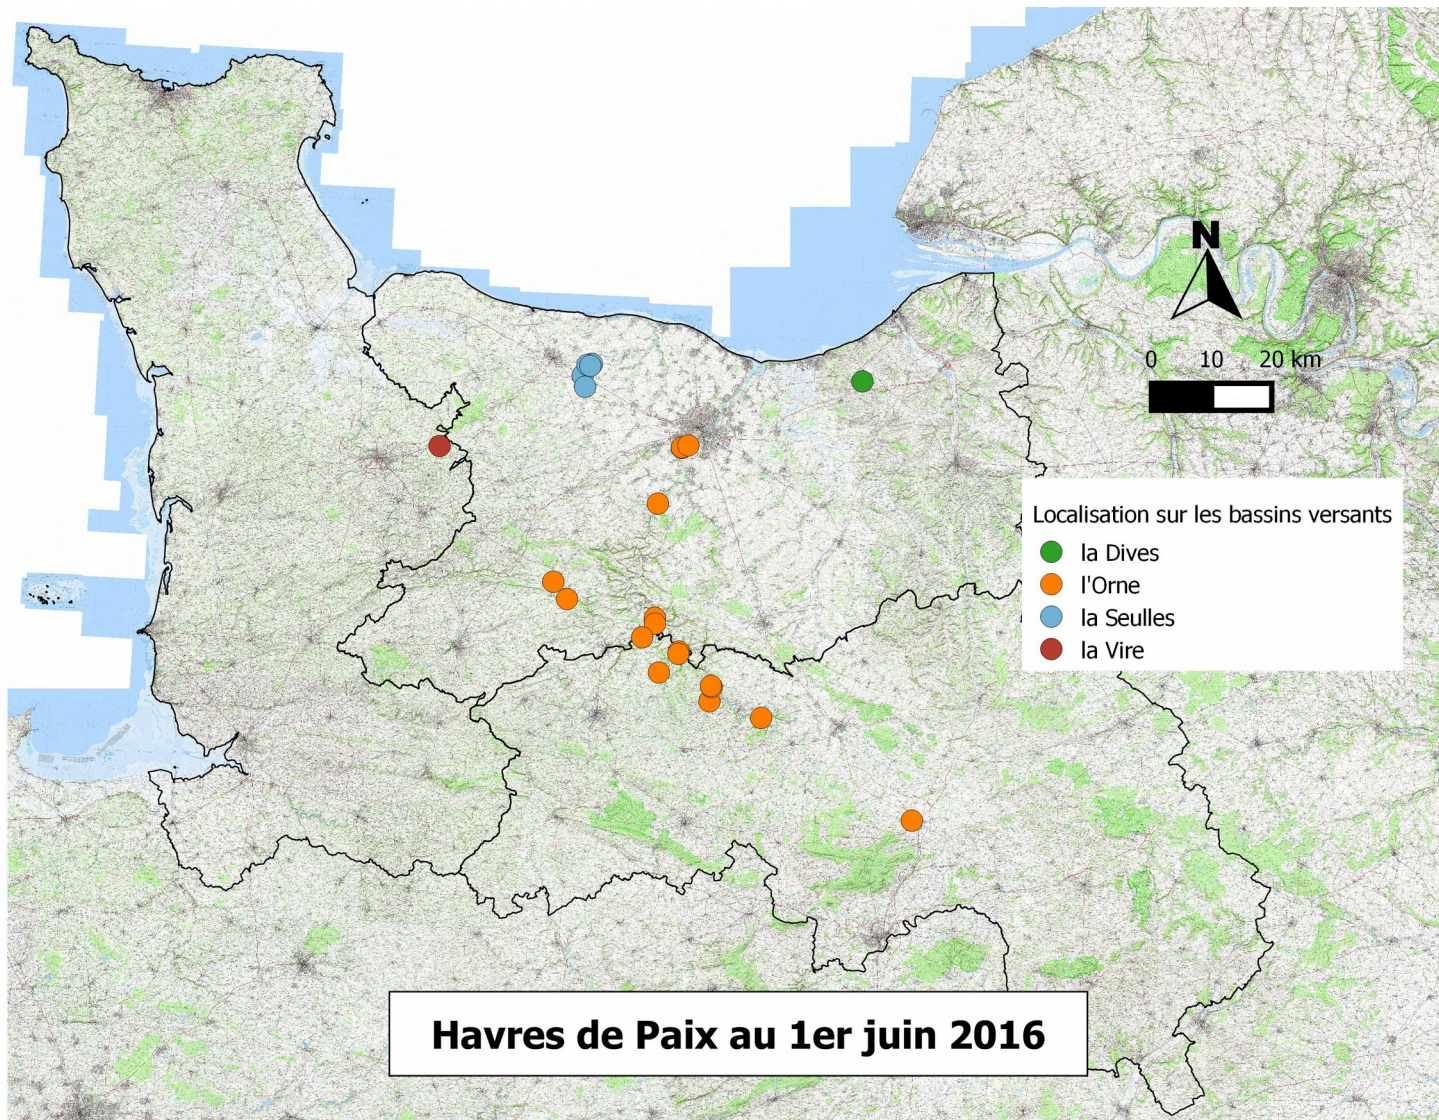 N
0 10 20 km
Localisation sur les bassins versants
la Dives
l'Orne
la Seulles
la Vire
Havres de Paix au 1er juin 2016